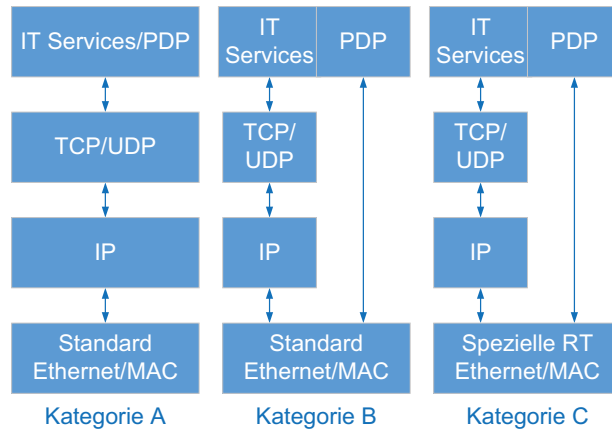 IT Services/PDP
TCP/UDP
IP
Standard
Ethernet/MAC
Kategorie A
IT
Services
PDP
TCP/
UDP
IP
Standard
Ethernet/MAC
Kategorie B
IT
Services
PDP
TCP/
UDP
IP
Spezielle RT
Ethernet/MAC
Kategorie C